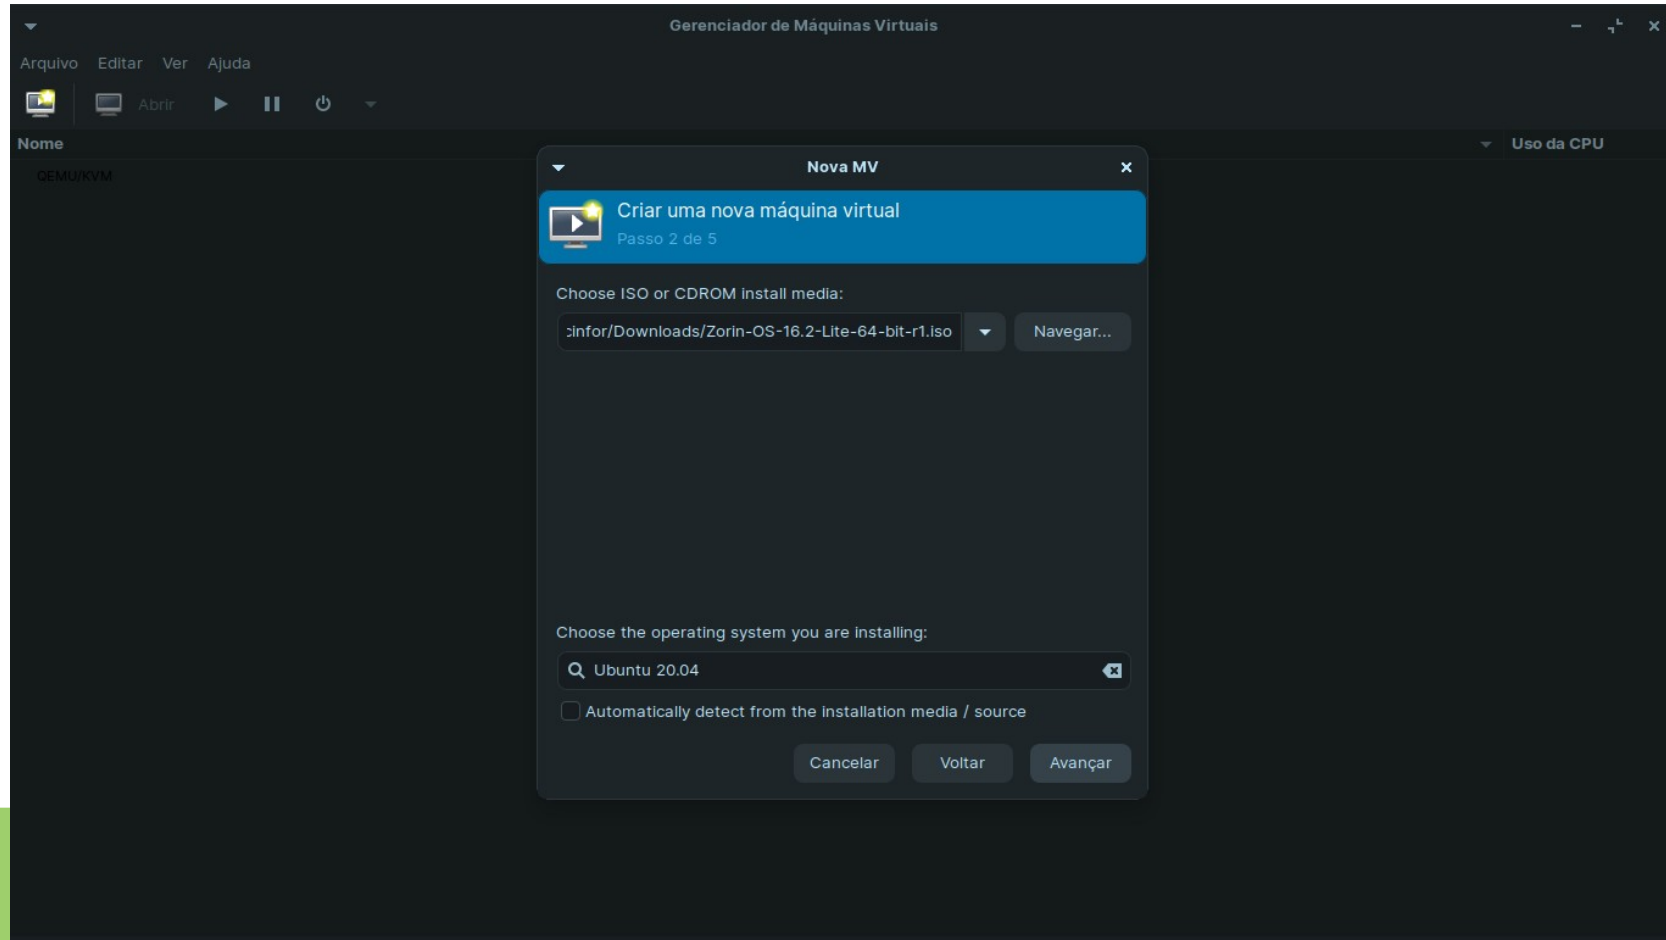 Gerenciador de Máquinas Virtuais
Arquivo Editar Ver Ajuda
Abrir
Nome Uso da CPU
QEMU/KVM
Nova MV
Criar uma nova máquina virtual
Passo 2 de 5
Choose ISO or CDROM install media:
cinfor/Downloads/Zorin-OS-16.2-Lite-64-bit-r1.iso Navegar...
Choose the operating system you are installing:
Ubuntu 20.04
Automatically detect from the installation media / source
Cancelar Voltar Avançar